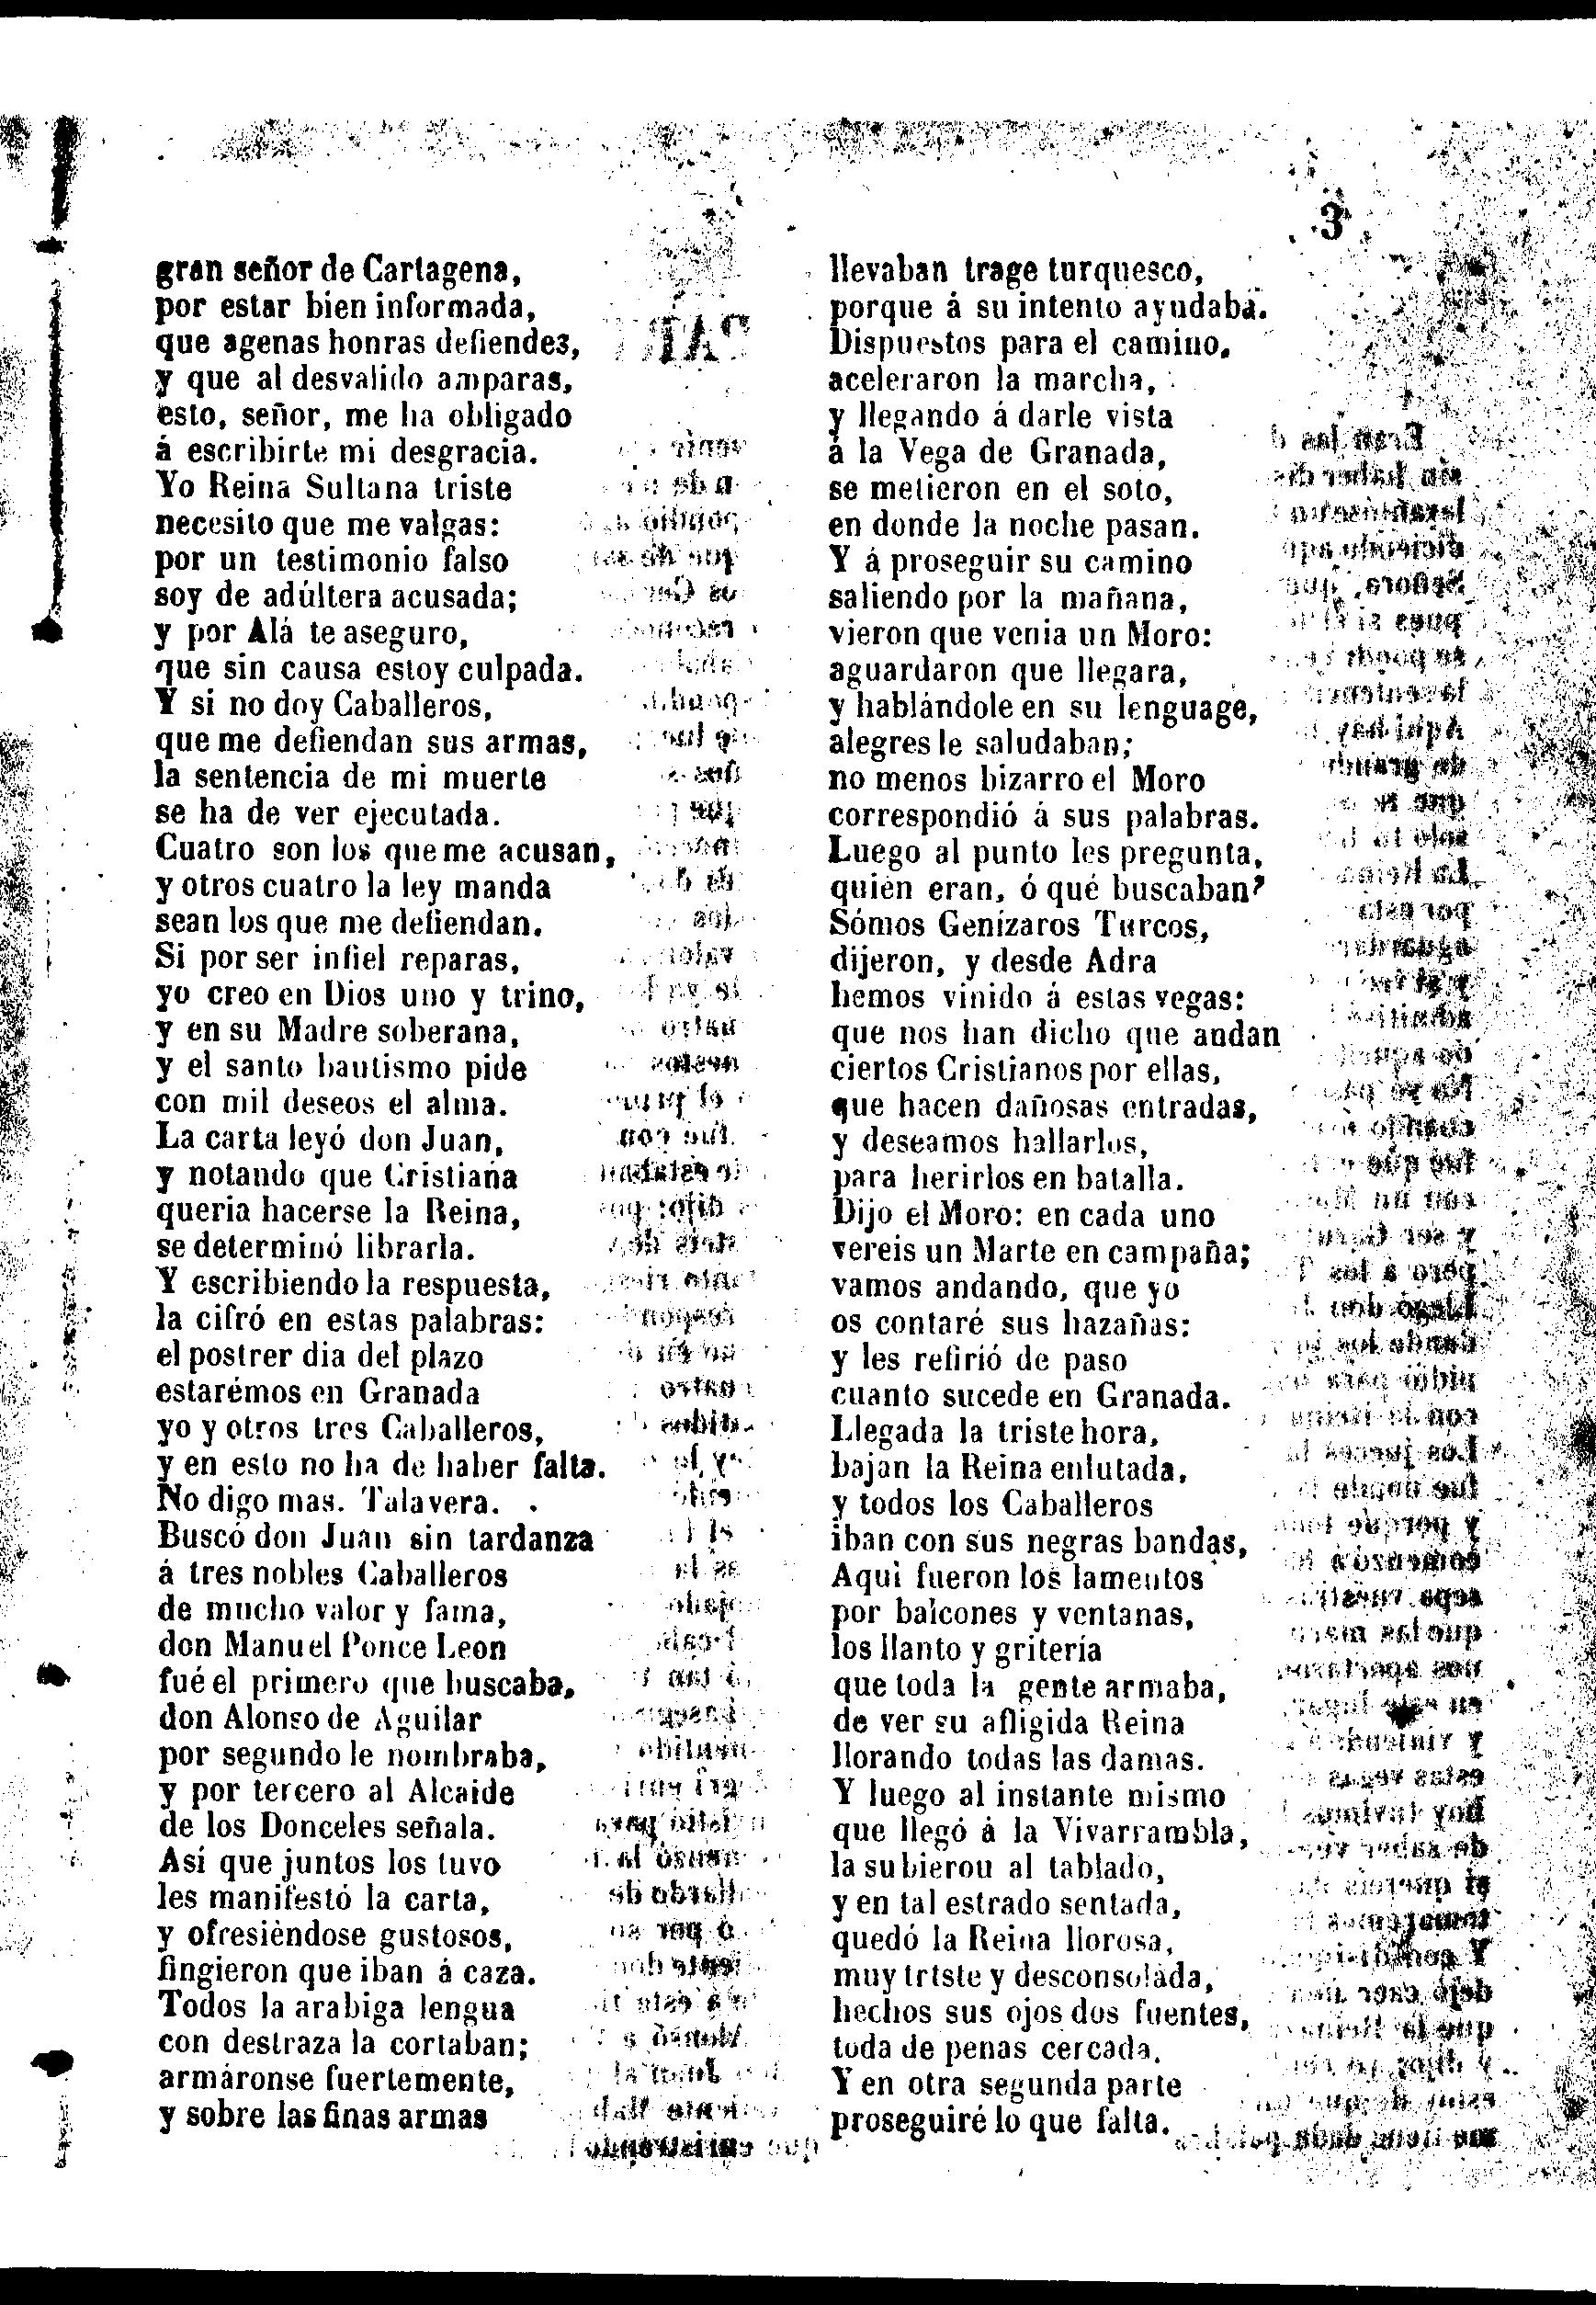 3
gran señor de Cartagena,
por estar bien informada,
que agenas honras defiendes,
y que al desvalido amparas,
esto, señor, me ha obligado
á escribirte mi desgracia.
Yo Reina Sultana triste
necesito que me valgas:
por un testimonio falso
soy de adúltera acusada;
y por Alá te aseguro,
que sin causa estoy culpada.
Y si no doy Caballeros,
que me defiendan sus armas,
la sentencia de mi muerte
se ha de ver ejecutada.
Cuatro son los que me acusan,
y otros cuatro la ley manda
sean los que me defiendan.
Si por ser infiel reparas,
yo creo en Dios uno y trino,
y en su Madre soberana,
y el santo bautismo pide
con mil deseos el alma.
La carta leyó don Juan,
y notando que Cristiana
queria hacerse la Reina,
se determinó librarla.
Y escribiendo la respuesta,
la cifró en estas palabras:
el postrer dia del plazo
estarémos en Granada
yo y otros tres Caballeros,
y en esto no ha de haber falta.
No digo mas. Talavera.
Buscó don Juan sin tardanza
á tres nobles Caballeros
de mucho valor y fama,
don Manuel Ponce Leon
fué el primero que buscaba,
don Alonso de Aguilar
por segundo le nombraba,
y por tercero al Alcaide
de los Donceles señala.
Así que juntos los tuvo
les manifestó la carta,
y ofresiéndose gustosos,
fingieron que iban á caza.
Todos la arabiga lengua
con destraza la cortaban;
armáronse fuertemente,
y sobre las finas armas
llevaban trage turquesco,
porque á su intento ayudaba.
Dispuestos para el camino,
aceleraron la marcha,
y llegando á darle vista
á la Vega de Granada,
se metieron en el soto,
en donde la noche pasan.
Y á proseguir su camino
saliendo por la mañana,
vieron que venia un Moro:
aguardaron que llegara,
y hablándole en su lenguage,
alegres le saludaban;
no menos bizarro el Moro
correspondió á sus palabras.
Luego al punto les pregunta,
quién eran, ó qué buscaban?
Sómos Genízaros Turcos,
dijeron, y desde Adra
hemos vinido á estas vegas:
que nos han dicho que andan
ciertos Cristianos por ellas,
que hacen dañosas entradas,
y deseamos hallarlos,
para herirlos en batalla.
Dijo el Moro: en cada uno
vereis un Marte en campaña;
vamos andando, que yo
os contaré sus hazañas:
y les refirió de paso
cuanto sucede en Granada.
Llegada la triste hora,
bajan la Reina enlutada,
y todos los Caballeros
iban con sus negras bandas,
Aqui fueron los lamentos
por balcones y ventanas,
los llanto y gritería
que toda la gente armaba,
de ver su afligida Reina
llorando todas las damas.
Y luego al instante mismo
que llegó á la Vivarrambla,
la subierou al tablado,
y en tal estrado sentada,
quedó la Reina llorosa,
muy trtste y desconsolada,
hechos sus ojos dos fuentes,
toda de penas cercada.
Y en otra segunda parte
proseguiré lo que falta.